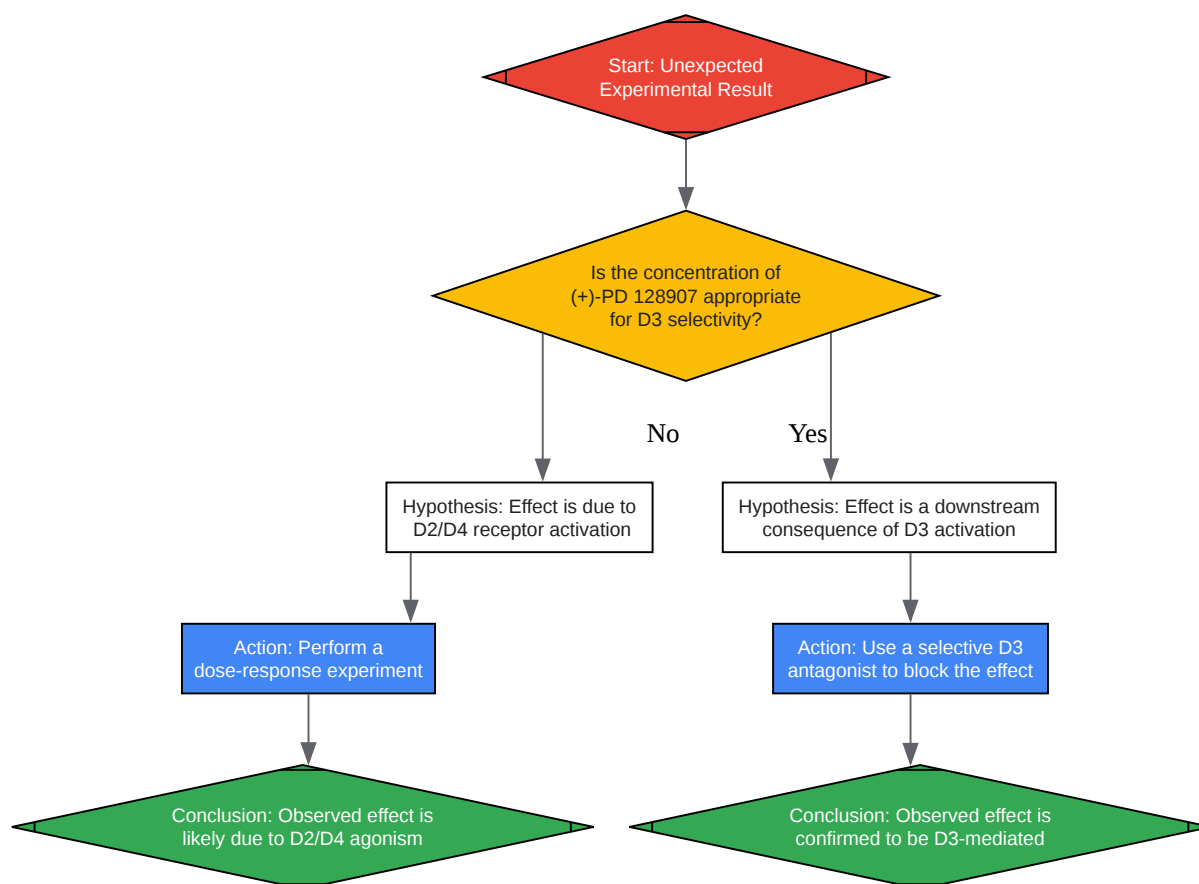 Start: Unexpected
Experimental Result
Is the concentration of
(+)-PD 128907 appropriate
for D3 selectivity?
No
Yes
Hypothesis: Effect is due to
D2/D4 receptor activation
Hypothesis: Effect is a downstream
consequence of D3 activation
Action: Perform a
dose-response experiment
Action: Use a selective D3
antagonist to block the effect
Conclusion: Observed effect is
likely due to D2/D4 agonism
Conclusion: Observed effect is
confirmed to be D3-mediated